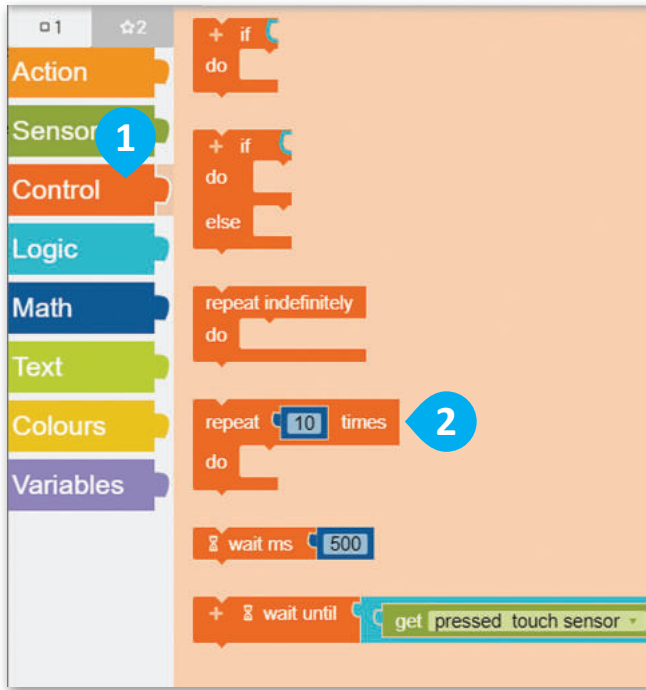 1
2
Action
Sensor
Control
Logic
Math
Text
Colours
Variables
1
+ if
do
+ if
do
else
repeat indefinitely
do
repeat 10 times
do
2
wait ms 500
+ wait until get pressed touch sensor